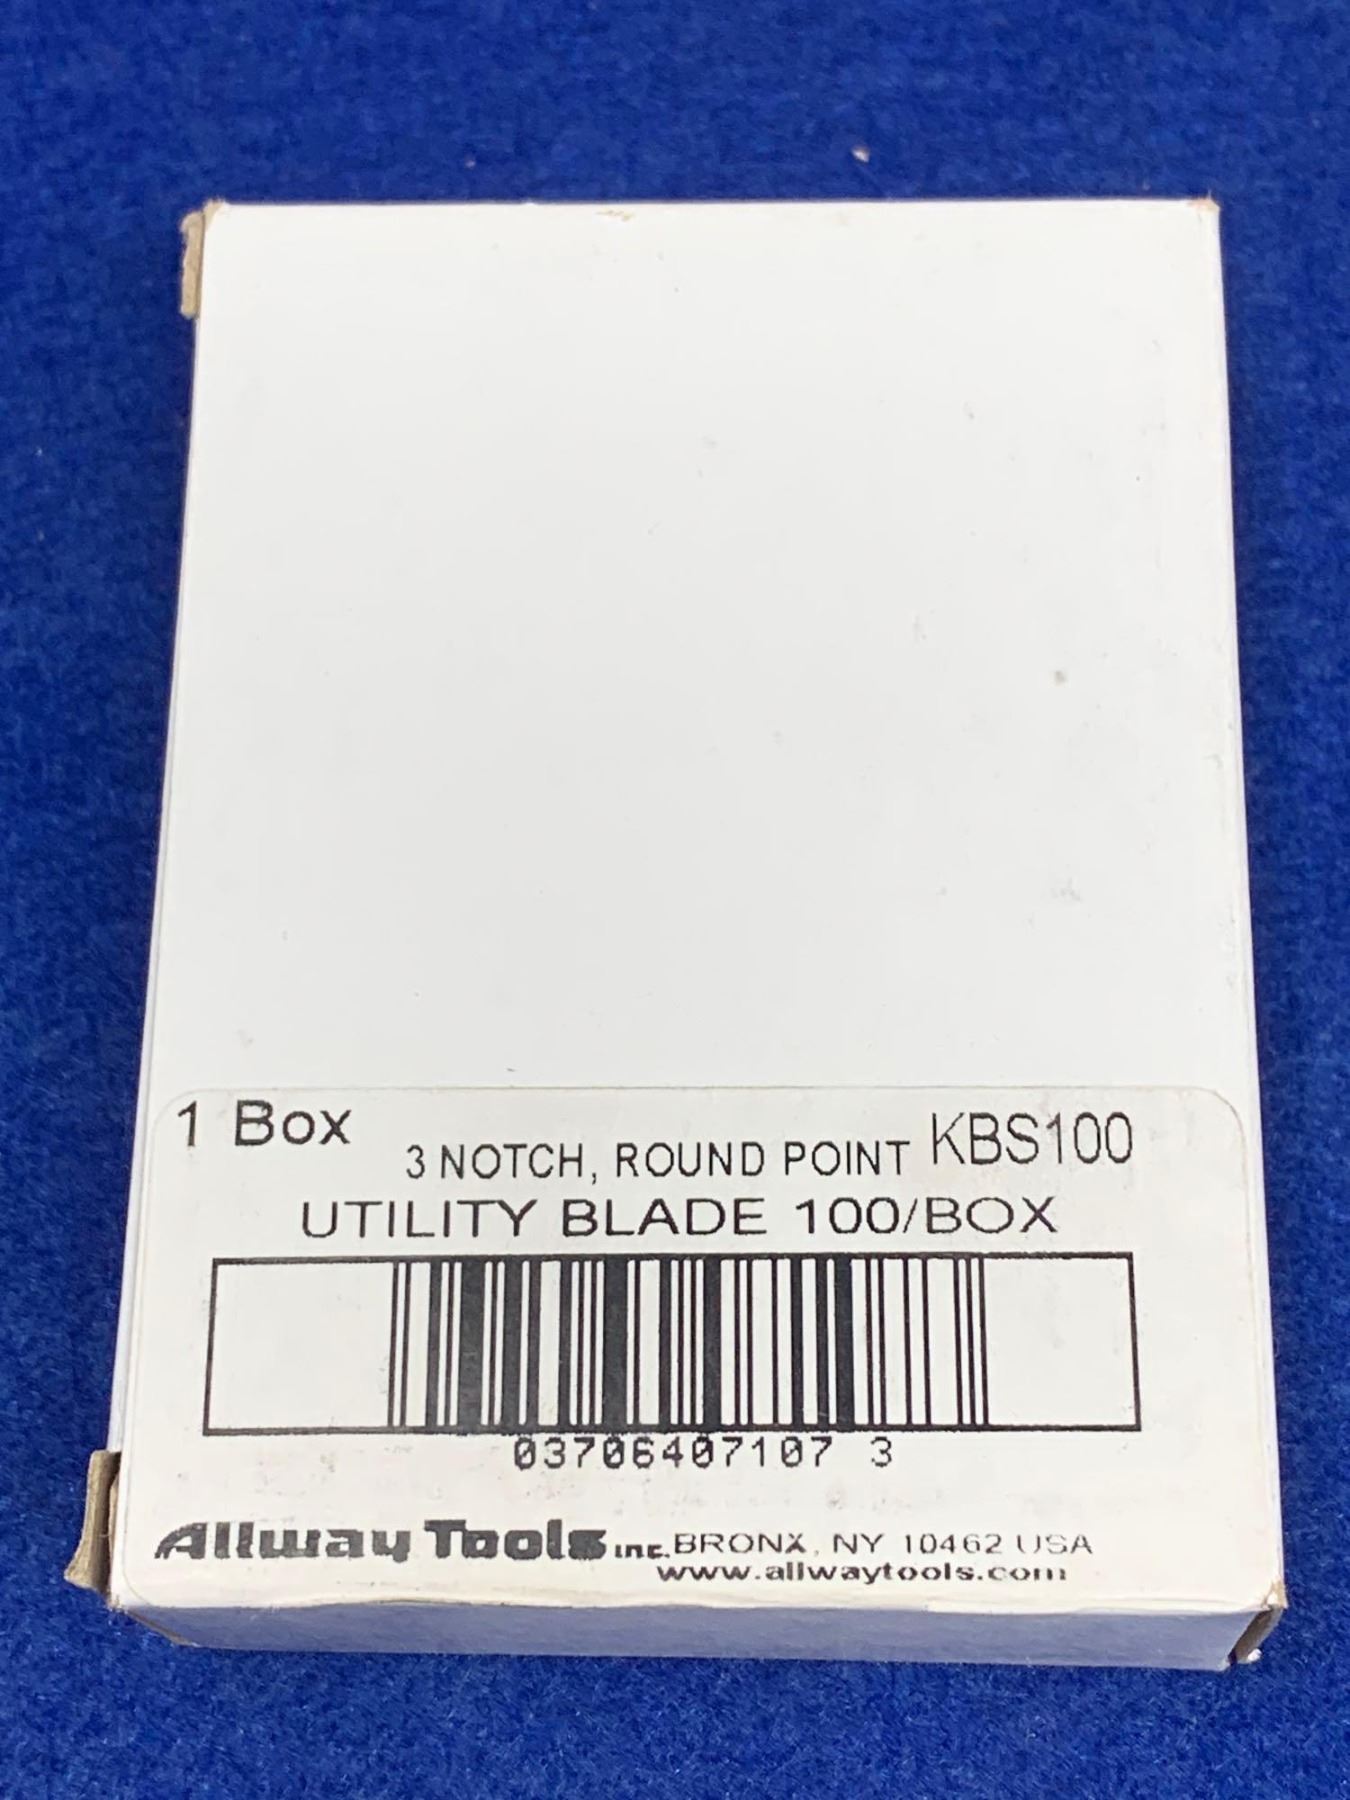 1 Box
3 NOTCH, ROUND POINT KBS100
UTILITY BLADE 100/BOX
03706407107 3
Allway Tools inc. BRONX, NY 10462 USA
www.allwaytools.com